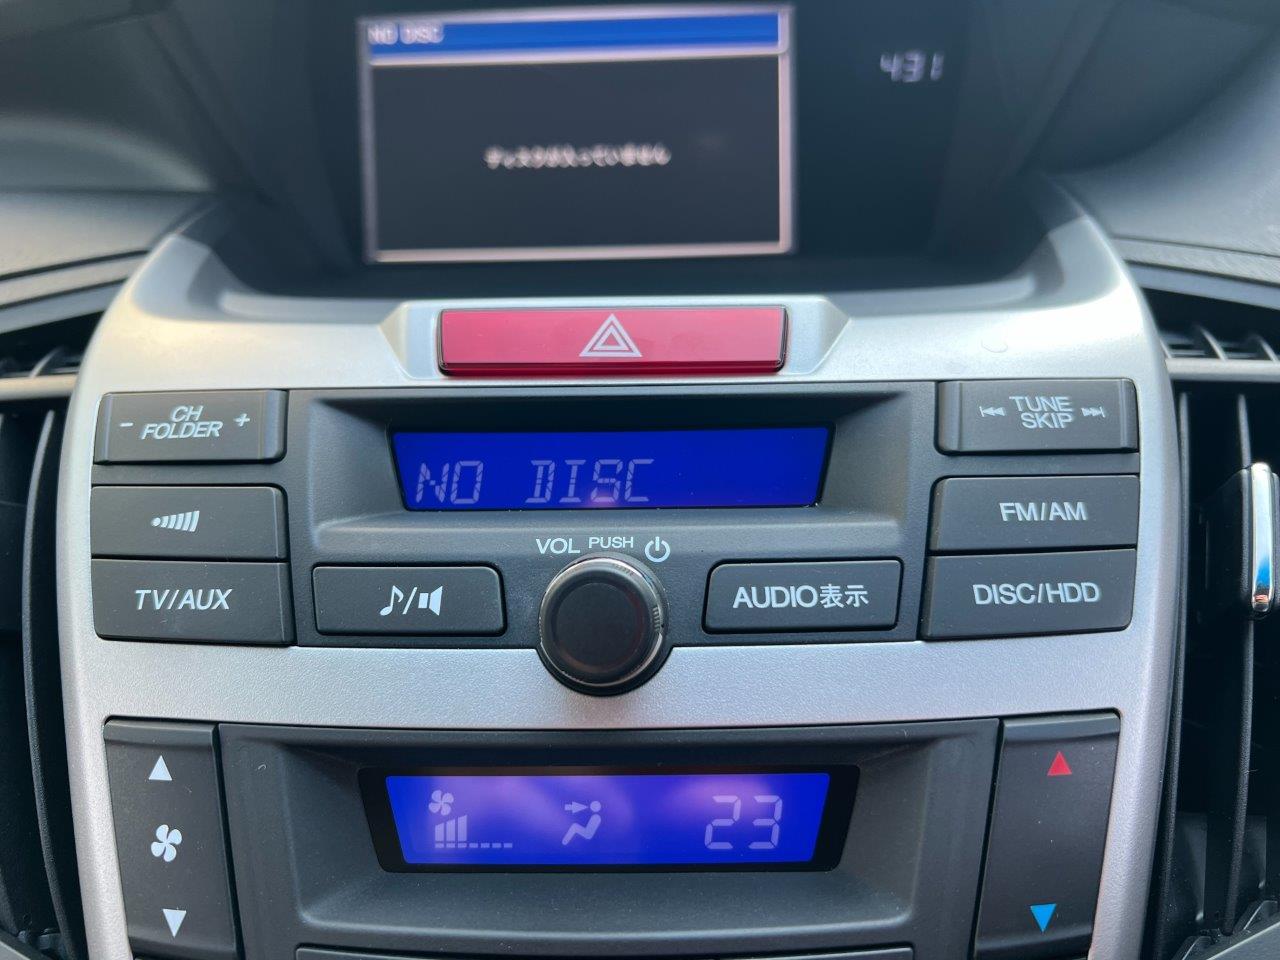 NO DISC
431
ディスクが入っていません
- CH FOLDER +
NO DISC
TUNE
SKIP
FM/AM
VOL PUSH
TV/AUX
AUDIO表示
DISC/HDD
23